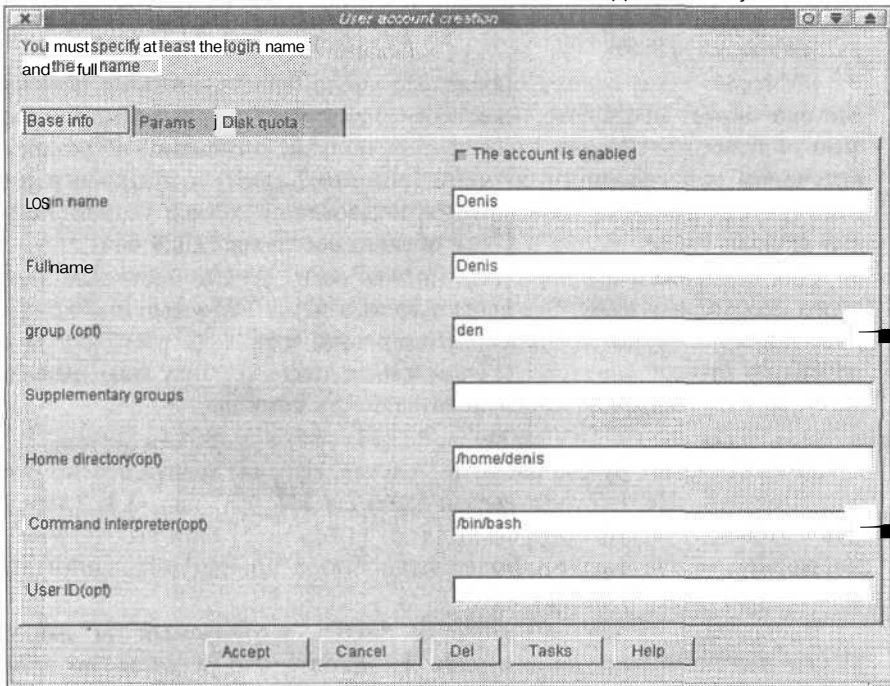 User account creation
You must specify at least the login name
and the full name
Base info Params j Disk quota
The account is enabled
LOSin name Denis
Full name Denis
group (opt) den
Supplementary groups
Home directory(opt) /home/denis
Command interpreter(opt) /bin/bash
User ID(opt)
Accept Cancel Del Tasks Help